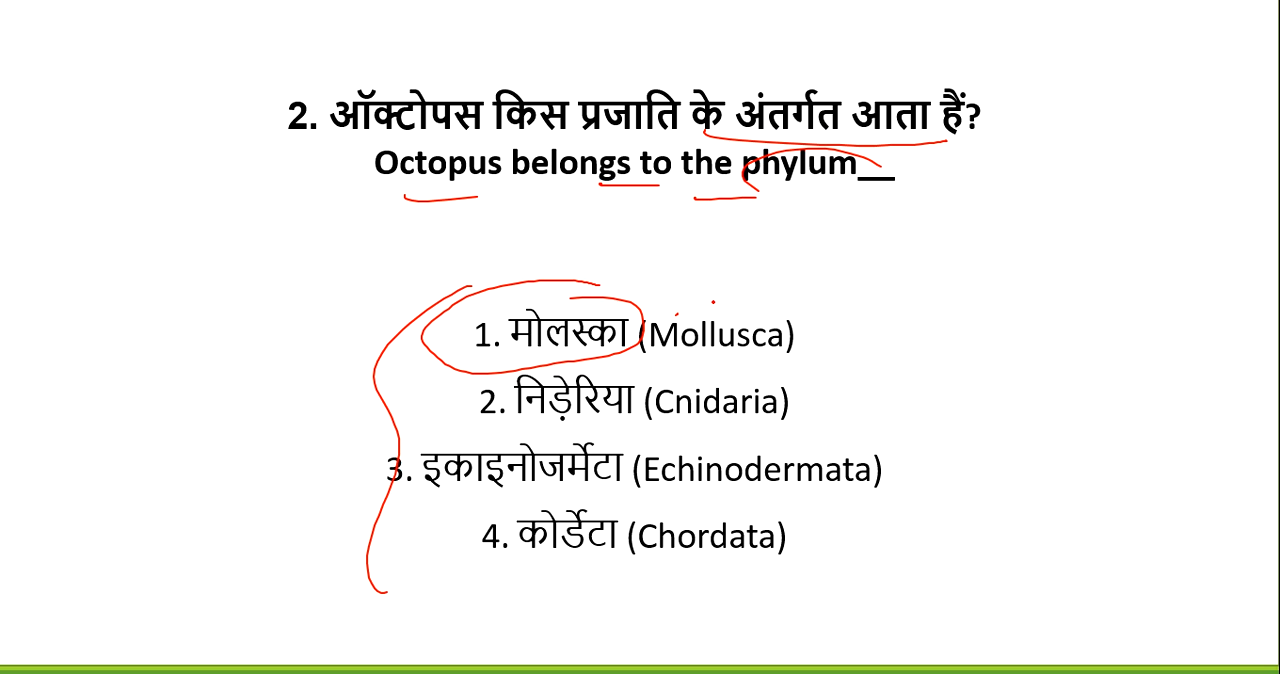 2. ऑक्टोपस किस प्रजाति के अंतर्गत आता हैं?
Octopus belongs to the phylum__
1. मोलस्का (Mollusca)
2. निड़ेरिया (Cnidaria)
3. इकाइनोजर्मेटा (Echinodermata)
4. कोर्डेटा (Chordata)